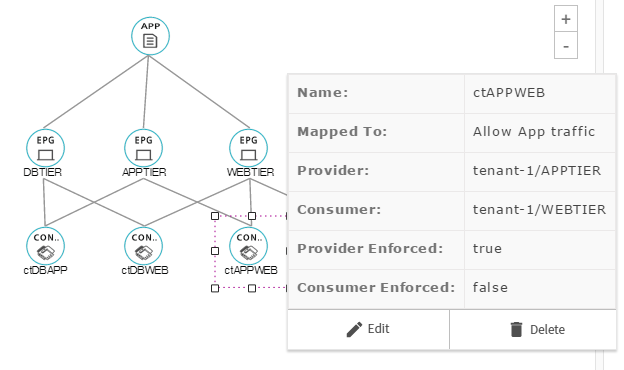 APP
+
-
EPG
EPG
EPG
DBTIER
APPTIER
WEBTIER
CON..
CON..
CON..
ctDBAPP
ctDBWEB
ctAPPWEB
Name: ctAPPWEB
Mapped To: Allow App traffic
Provider: tenant-1/APPTIER
Consumer: tenant-1/WEBTIER
Provider Enforced: true
Consumer Enforced: false
Edit
Delete